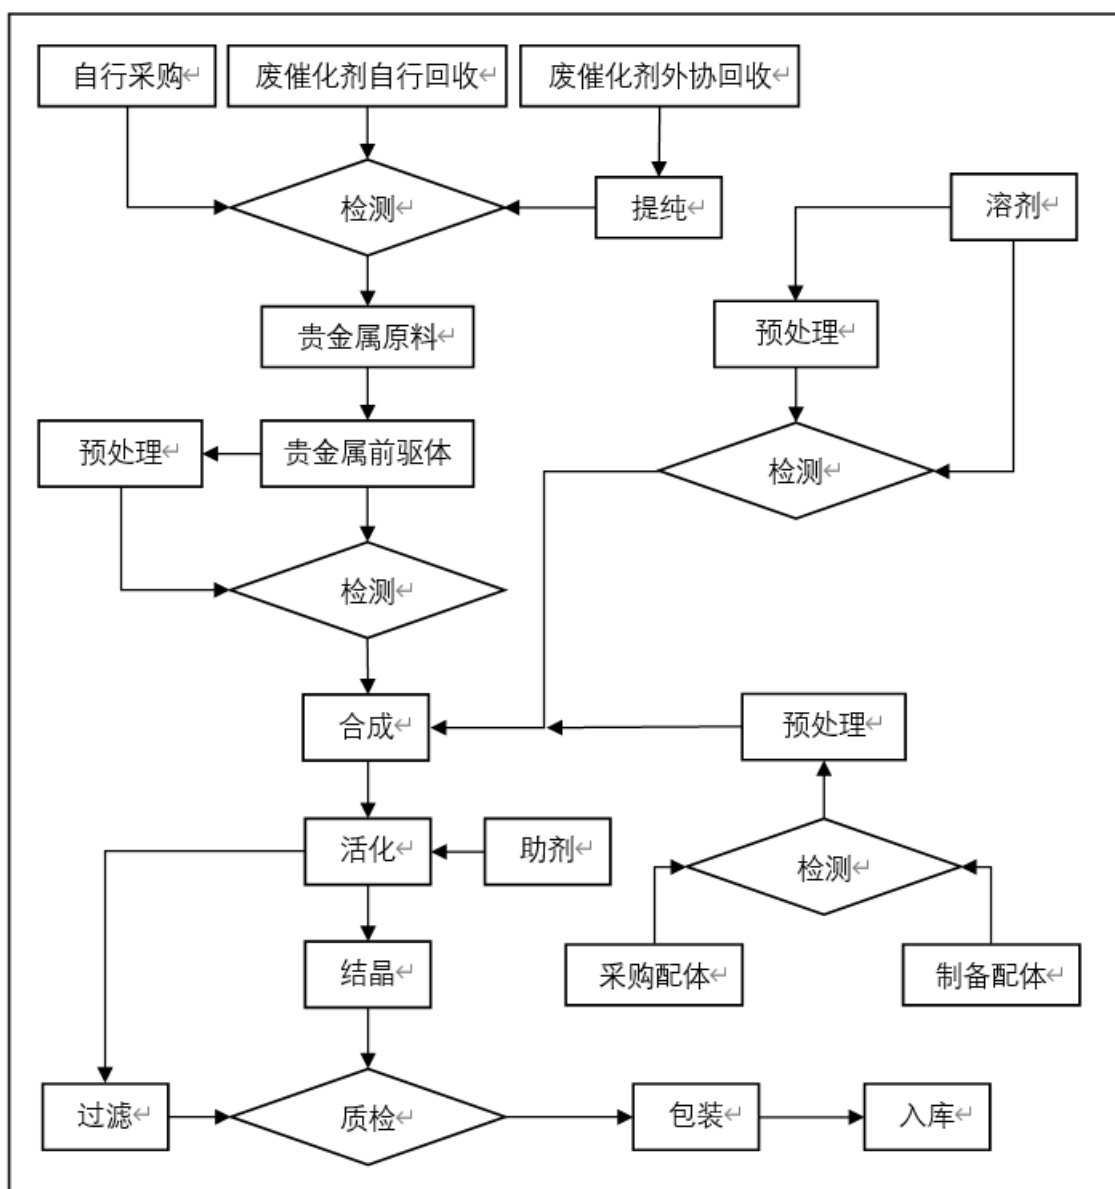 自行采购
废催化剂自行回收
废催化剂外协回收
检测
提纯
溶剂
贵金属原料
预处理
预处理
贵金属前驱体
检测
检测
合成
预处理
活化
助剂
检测
结晶
采购配体
制备配体
过滤
质检
包装
入库